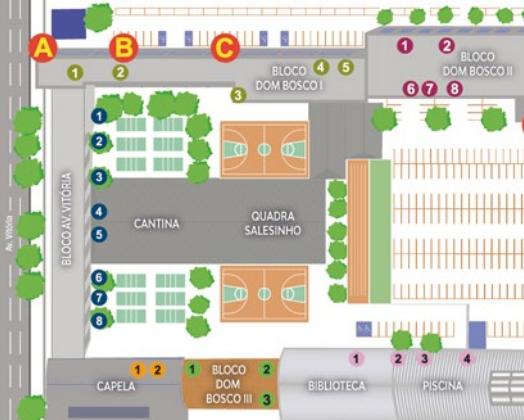 A B C
1 2
BLOCO
DOM BOSCO I
4 5
3
1 2
BLOCO
DOM BOSCO II
6 7 8
Av. Vitória
BLOCO AV. VITÓRIA
1
2
3
4
5
6
7
8
CANTINA
QUADRA
SALESINHO
CAPELA
1 2
BLOCO
DOM
BOSCO III
1 2
3
BIBLIOTECA
1
PISCINA
2 3 4